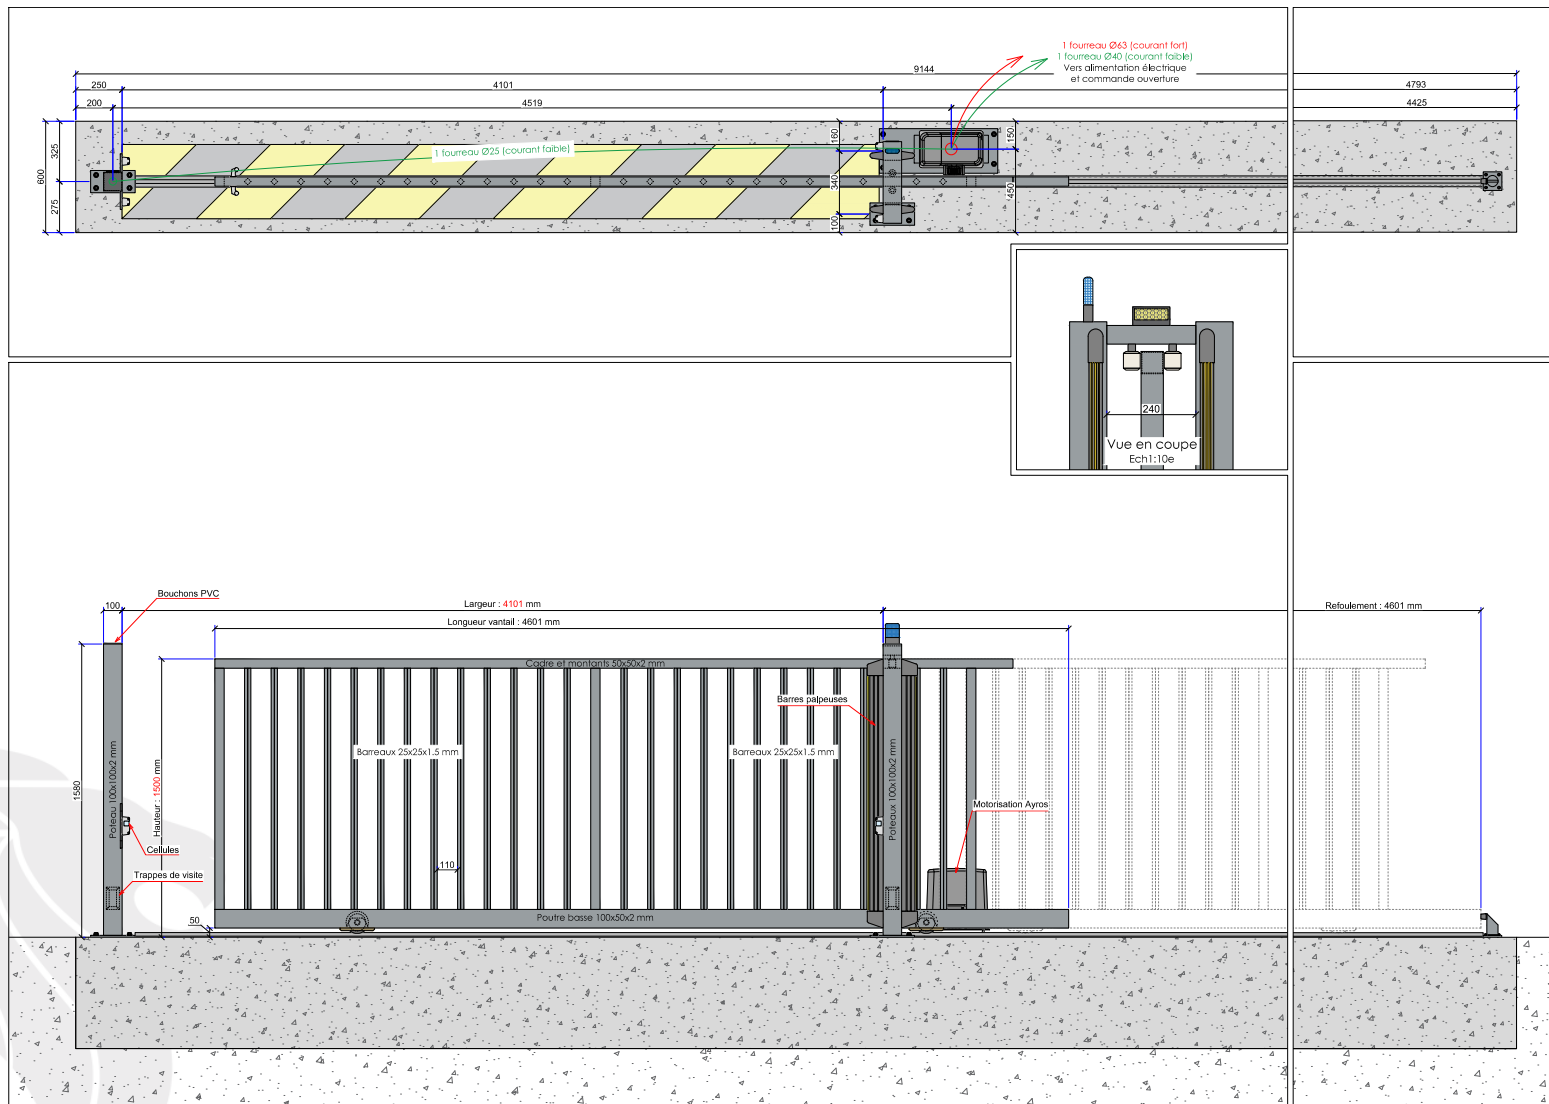 1 fourreau Ø63 (courant fort)
1 fourreau Ø40 (courant faible)
Vers alimentation électrique
et commande ouverture
9144
250
4101
4793
200
4519
4425
600
325
275
1 fourreau Ø25 (courant faible)
160
340
100
150
450
240
Vue en coupe
Ech1:10e
Bouchons PVC
100
Largeur : 4101 mm
Refoulement : 4601 mm
Longueur vantail : 4601 mm
Cadre et montants 50x50x2 mm
Barres palpeuses
Barreaux 25x25x1.5 mm
Barreaux 25x25x1.5 mm
1580
Poteau 100x100x2 mm
Hauteur : 1500 mm
Poteaux 100x100x2 mm
Motorisation Ayros
Cellules
110
Trappes de visite
50
Poutre basse 100x50x2 mm